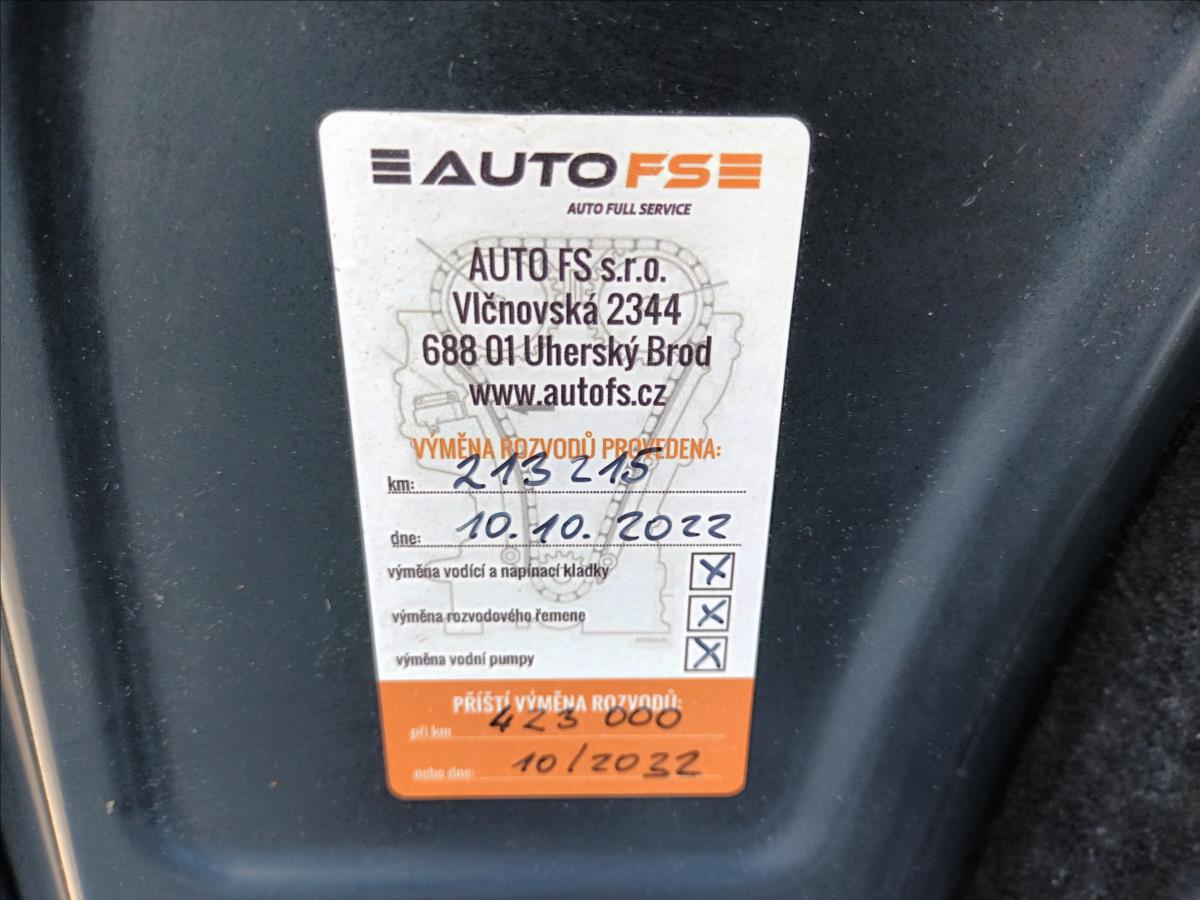 AUTO FS
AUTO FULL SERVICE
AUTO FS s.r.o.
Vlčnovská 2344
688 01 Uherský Brod
www.autofs.cz
VÝMĚNA ROZVODŮ PROVEDENA:
km: 213 215
dne: 10.10.2022
výměna vodící a napínací kladky X
výměna rozvodového řemene X
výměna vodní pumpy X
PŘÍŠTÍ VÝMĚNA ROZVODŮ:
při km 423 000
nebo dne: 10/2032